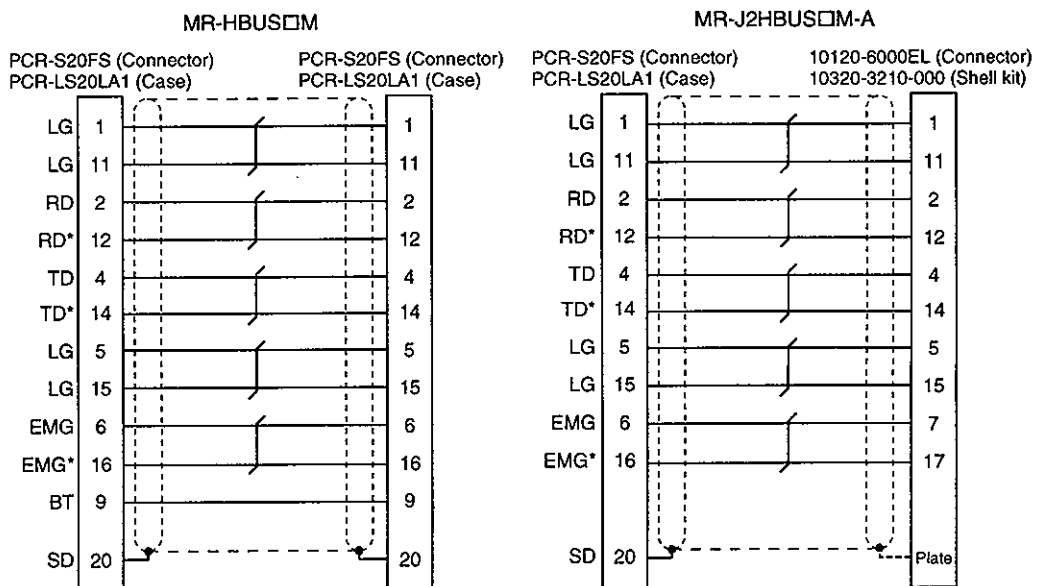 MR-HBUS□M
PCR-S20FS (Connector) PCR-S20FS (Connector)
PCR-LS20LA1 (Case) PCR-LS20LA1 (Case)
LG 1 1
LG 11 11
RD 2 2
RD* 12 12
TD 4 4
TD* 14 14
LG 5 5
LG 15 15
EMG 6 6
EMG* 16 16
BT 9 9
SD 20 20
MR-J2HBUS□M-A
PCR-S20FS (Connector) 10120-6000EL (Connector)
PCR-LS20LA1 (Case) 10320-3210-000 (Shell kit)
LG 1 1
LG 11 11
RD 2 2
RD* 12 12
TD 4 4
TD* 14 14
LG 5 5
LG 15 15
EMG 6 7
EMG* 16 17
SD 20 Plate